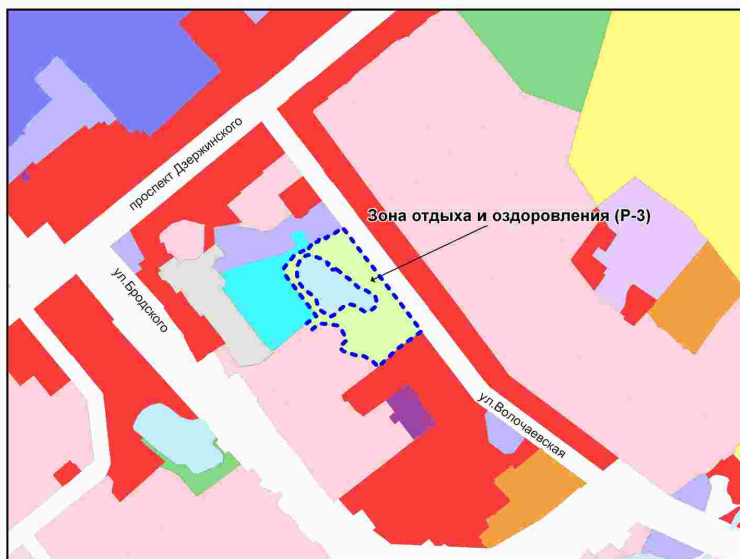 проспект Дзержинского
Зона отдыха и оздоровления (Р-3)
ул.Бродского
ул.Волочаевская